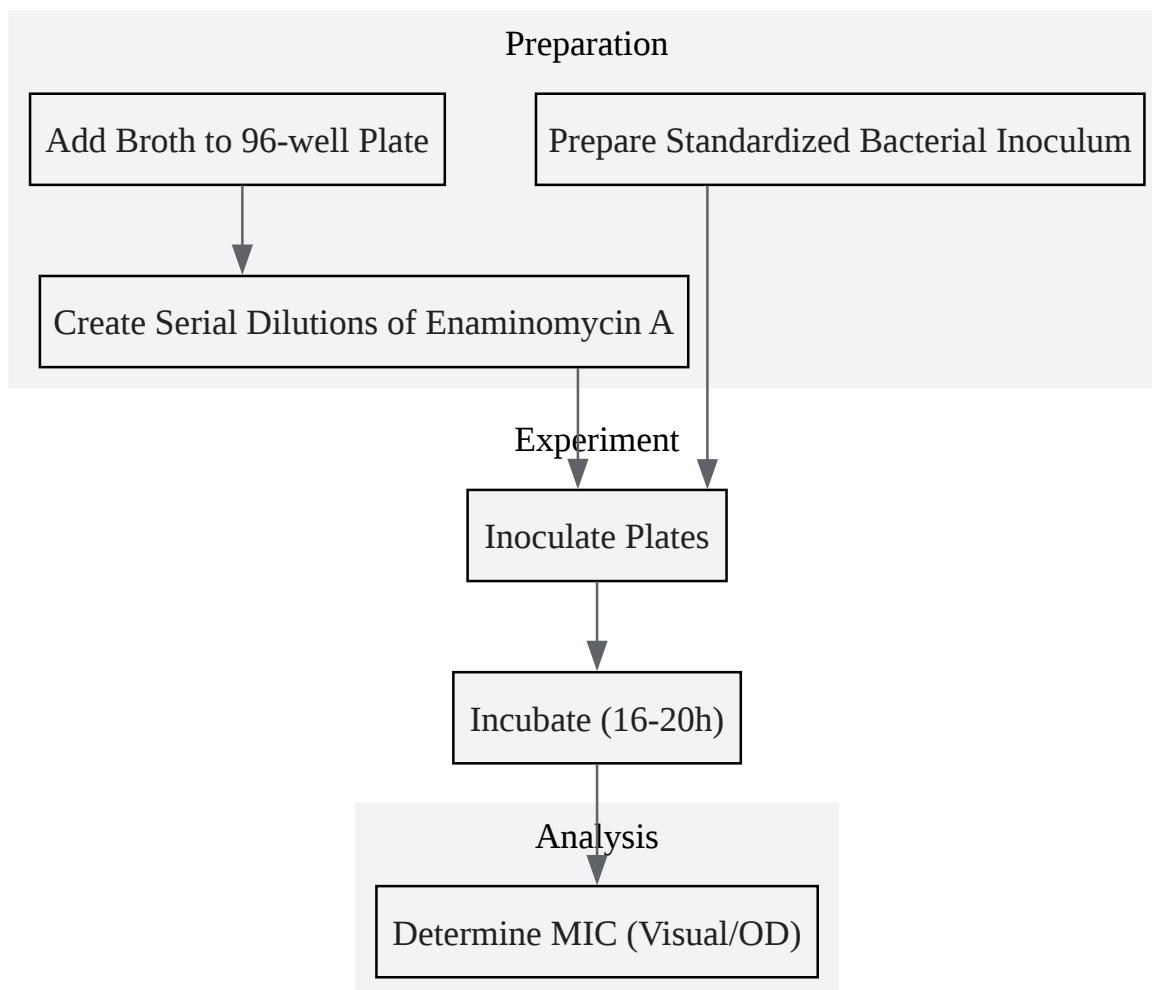 Preparation
Add Broth to 96-well Plate
Prepare Standardized Bacterial Inoculum
Create Serial Dilutions of Enaminomycin A
Experiment
Inoculate Plates
Incubate (16-20h)
Analysis
Determine MIC (Visual/OD)